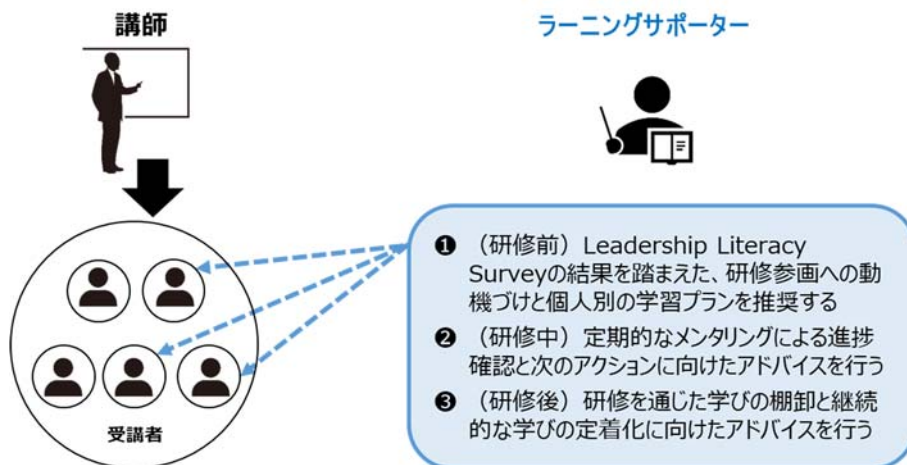 講師
ラーニングサポーター
受講者
❶ （研修前）Leadership Literacy
Surveyの結果を踏まえた、研修参画への動
機づけと個人別の学習プランを推奨する
❷ （研修中）定期的なメンタリングによる進捗
確認と次のアクションに向けたアドバイスを行う
❸ （研修後）研修を通じた学びの棚卸と継続
的な学びの定着化に向けたアドバイスを行う